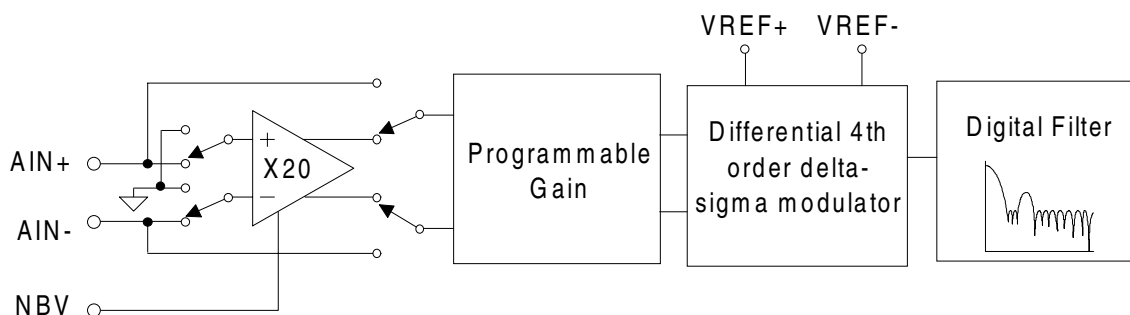 VREF+ VREF-
AIN+
AIN-
NBV
+
X20
−
Programmable
Gain
Differential 4th
order delta-
sigma modulator
Digital Filter